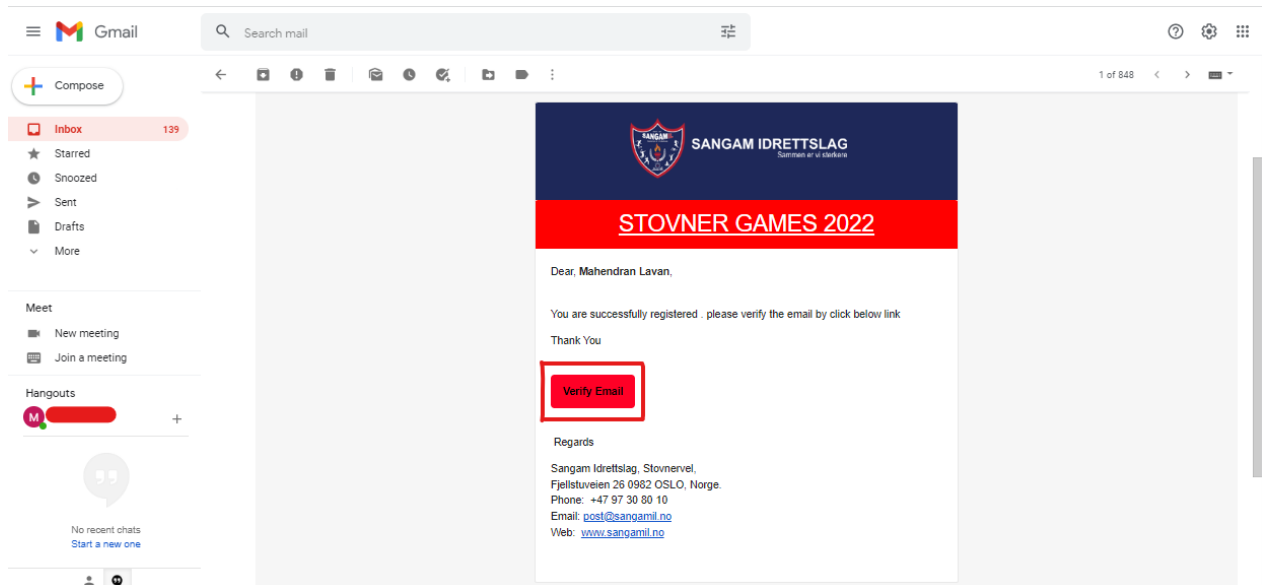 Gmail
Search mail
Compose
1 of 848
Inbox 139
Starred
Snoozed
Sent
Drafts
More
Meet
New meeting
Join a meeting
Hangouts
M
No recent chats
Start a new one
SANGAM
SANGAM IDRETTSLAG
Sammen er vi sterkere
STOVNER GAMES 2022
Dear, Mahendran Lavan,
You are successfully registered . please verify the email by click below link
Thank You
Verify Email
Regards
Sangam Idrettslag, Stovnervel,
Fjellstuveien 26 0982 OSLO, Norge.
Phone: +47 97 30 80 10
Email: post@sangamil.no
Web: www.sangamil.no